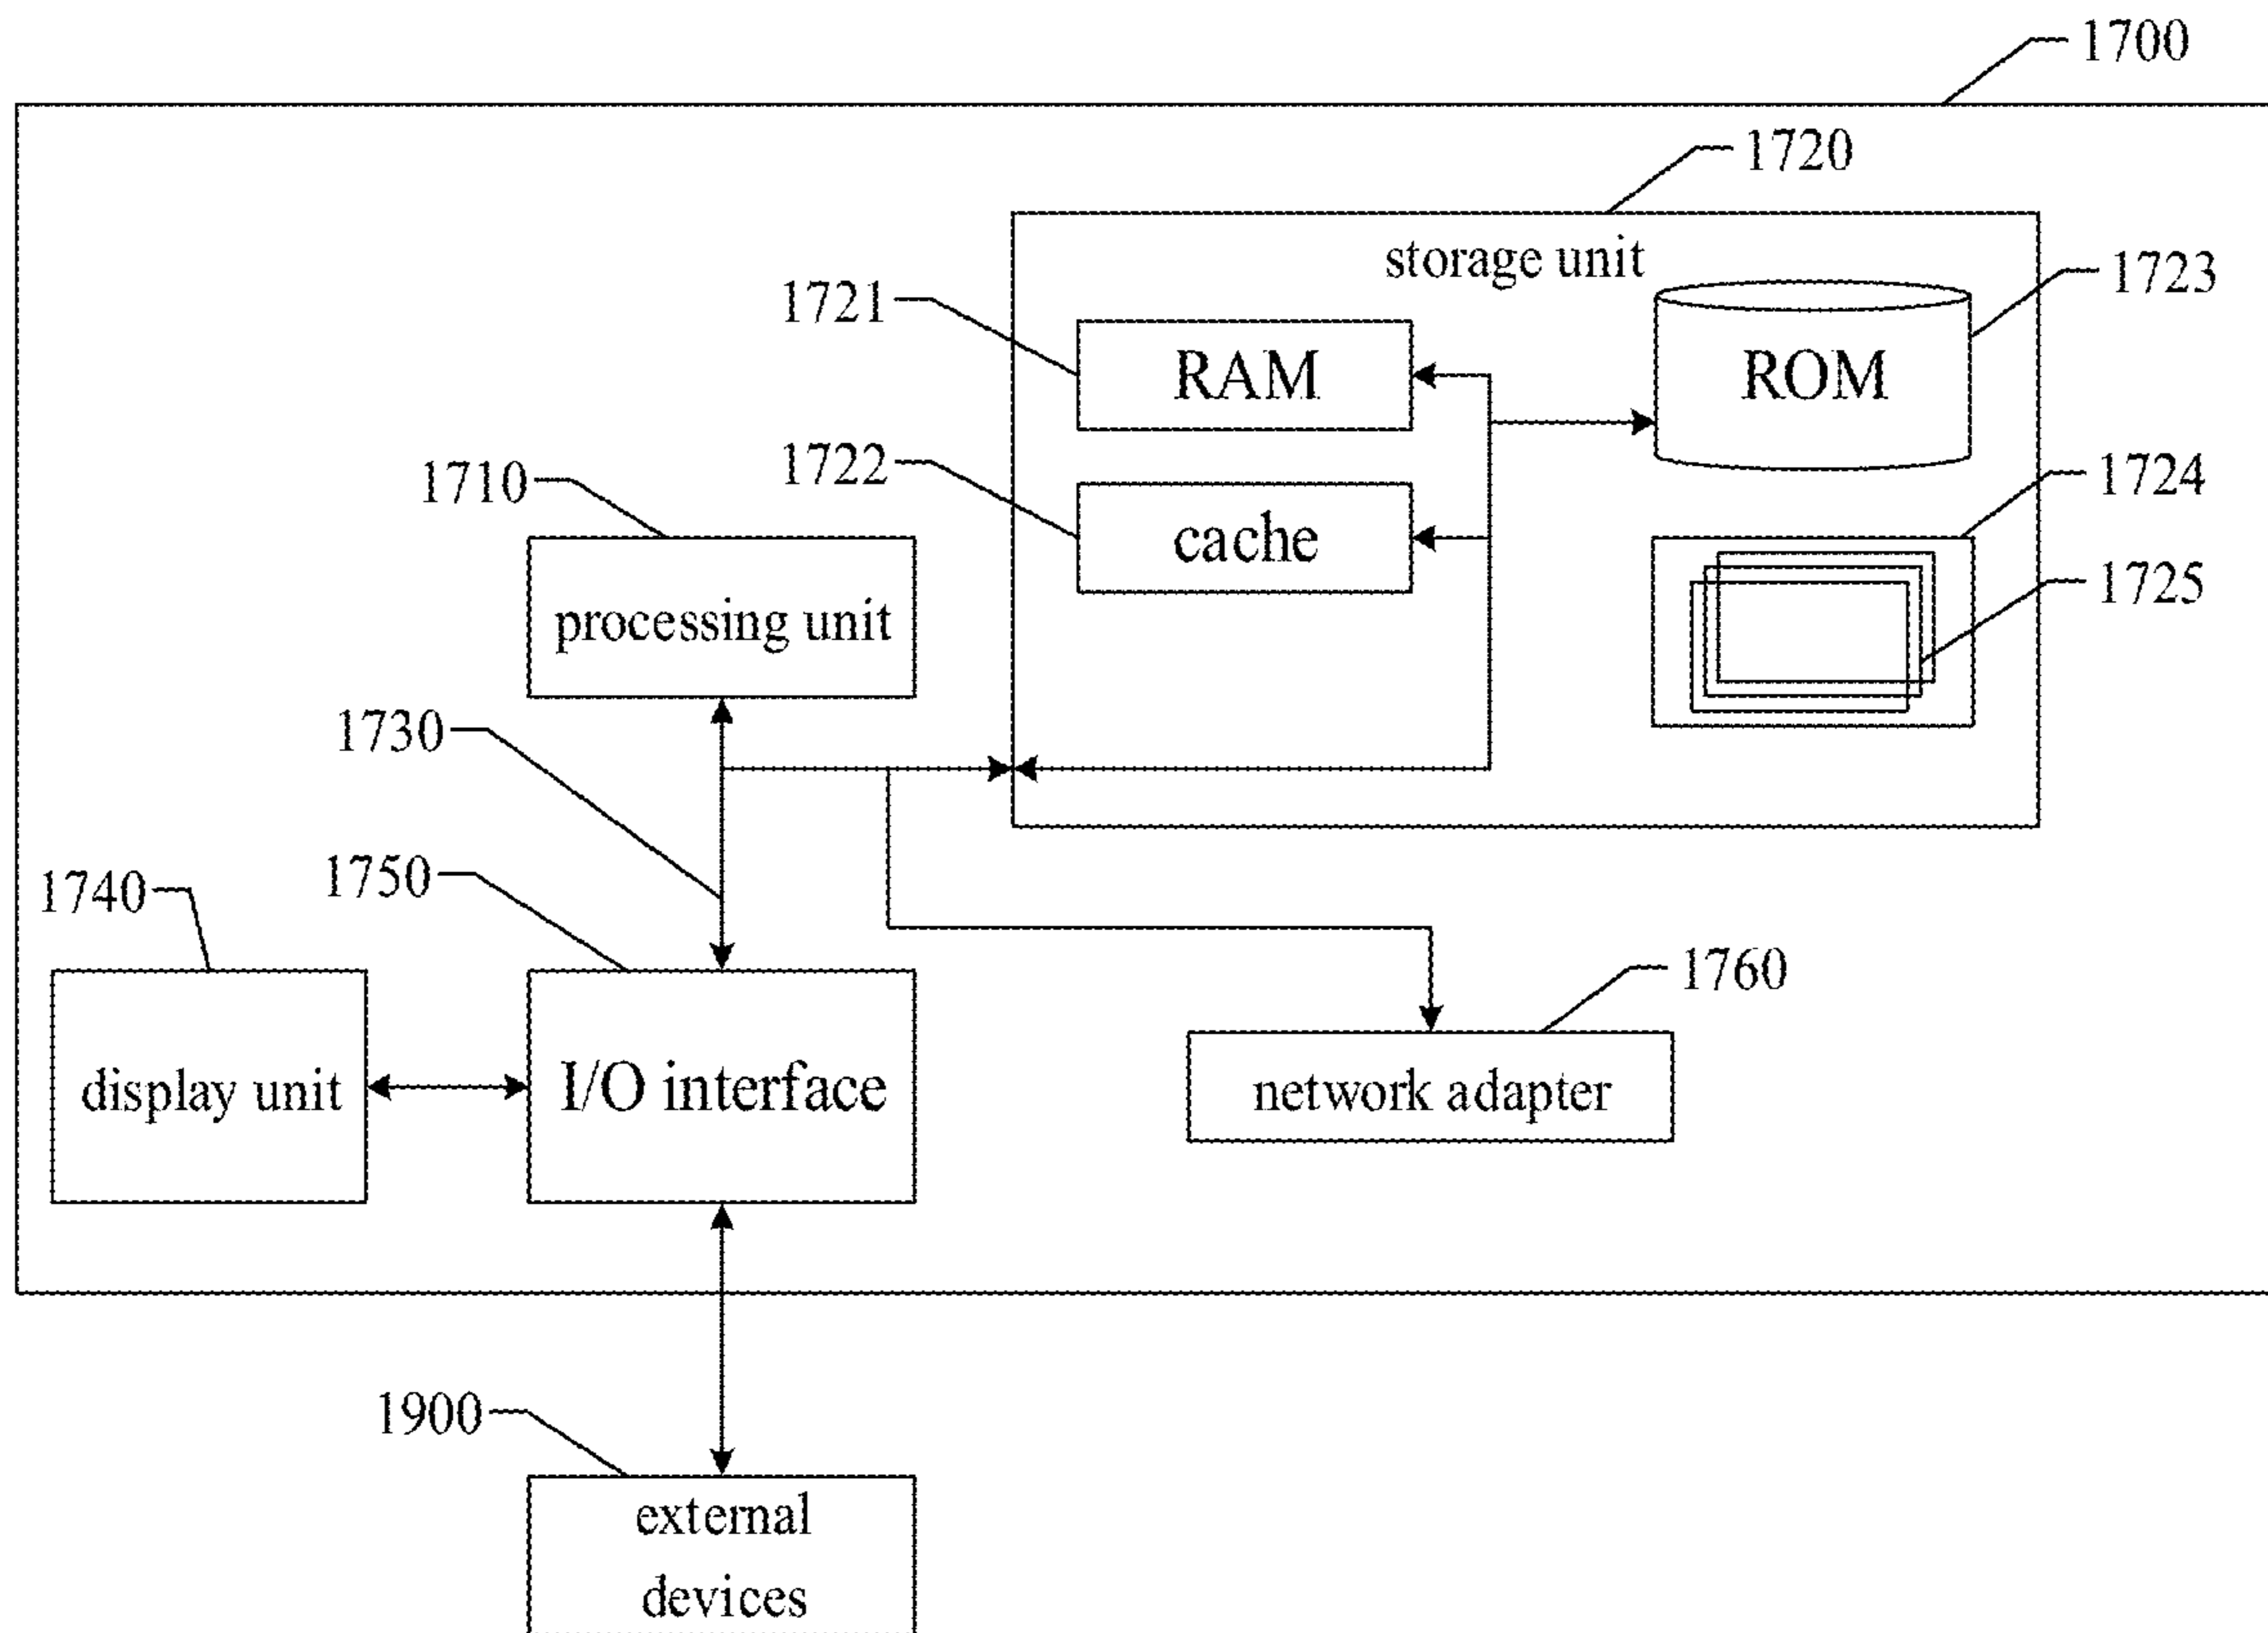 1700
1720
storage unit
1723
1721
RAM
ROM
1722
1724
1710
cache
1725
processing unit
1730
1750
1740
1760
display unit
I/O interface
network adapter
1900
external
devices